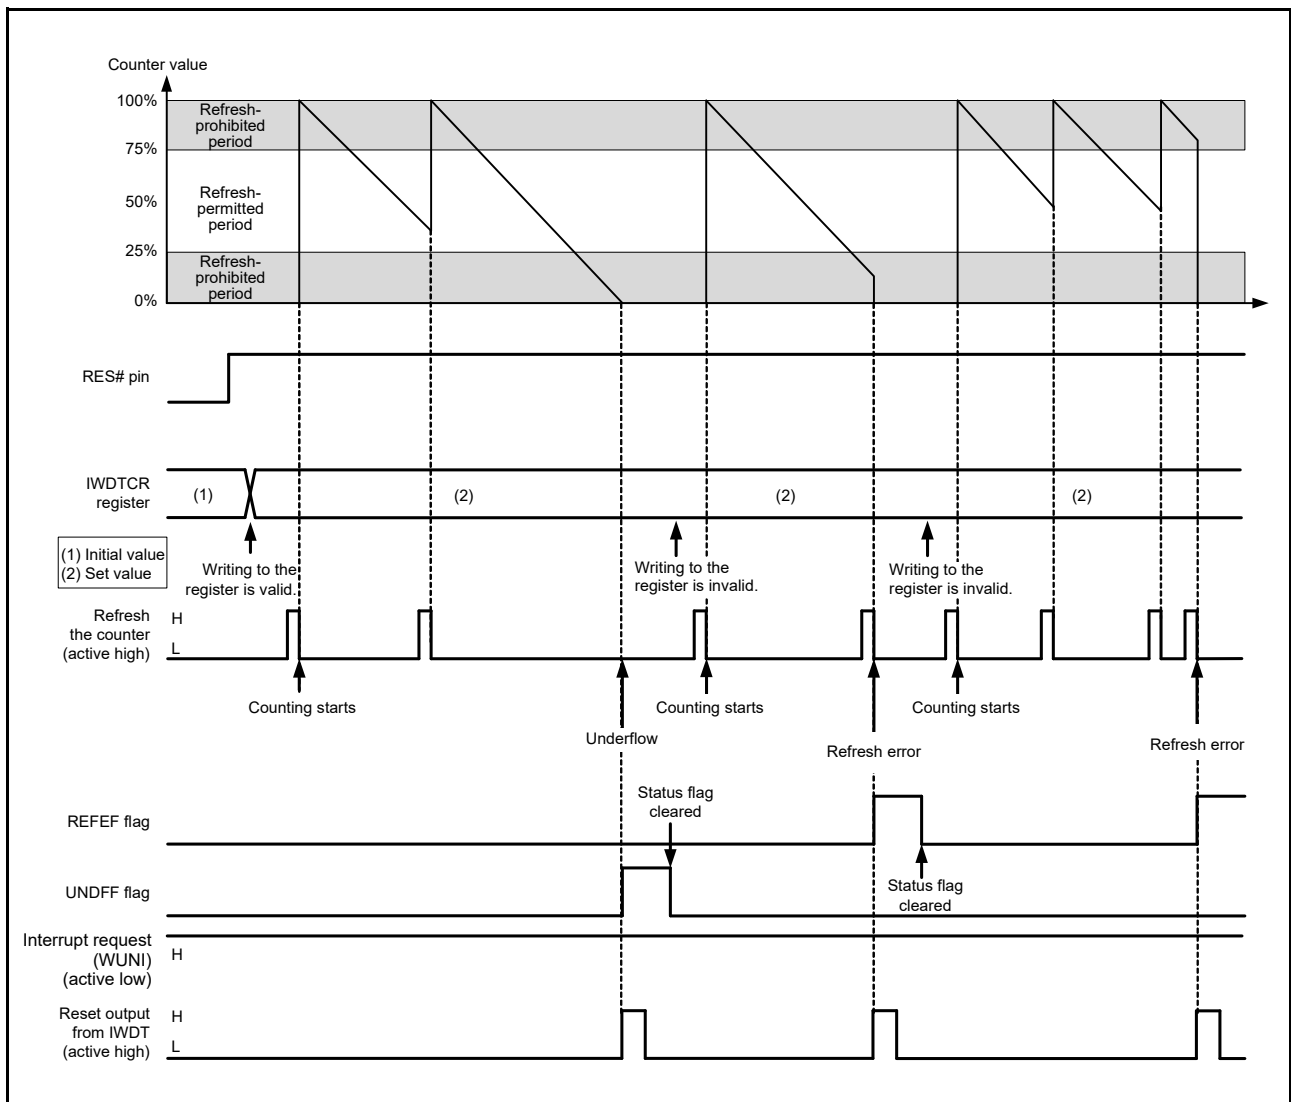 Counter value
100%
Refresh-
prohibited
period
75%
Refresh-
permitted
period
50%
25%
Refresh-
prohibited
period
0%
RES# pin
IWDTCR
register
(1)
(2)
(2)
(2)
(1) Initial value
(2) Set value
Writing to the
register is valid.
Writing to the
register is invalid.
Writing to the
register is invalid.
Refresh
the counter
(active high)
H
L
Counting starts
Counting starts
Counting starts
Underflow
Refresh error
Refresh error
Status flag
cleared
REFEF flag
Status flag
cleared
UNDFF flag
Interrupt request
(WUNI)
(active low)
H
Reset output
from IWDT
(active high)
H
L